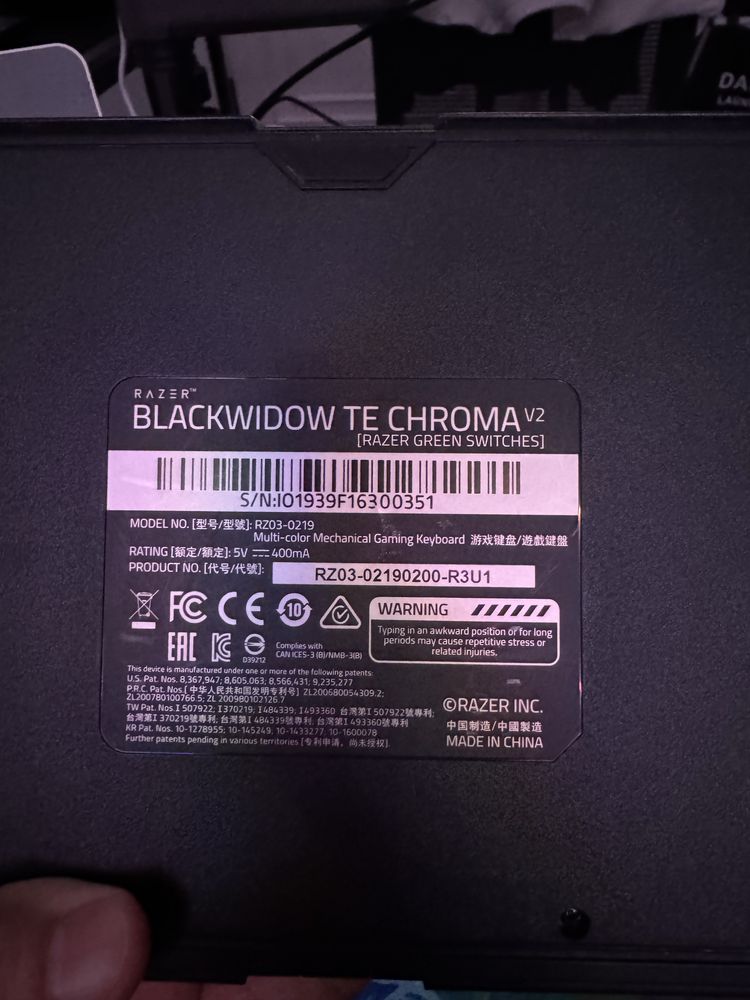 DA
RAZER™
BLACKWIDOW TE CHROMA V2
[RAZER GREEN SWITCHES]
S/N:IO1939F16300351
MODEL NO. [型号/型號]: RZ03-0219
Multi-color Mechanical Gaming Keyboard 游戏键盘/遊戲鍵盤
RATING [额定/額定]: 5V ⎓ 400mA
PRODUCT NO. [代号/代號]:
RZ03-02190200-R3U1
FC CE 10
EAC
D39212
Complies with
CAN ICES-3 (B)/NMB-3(B)
WARNING
Typing in an awkward position or for long
periods may cause repetitive stress or
related injuries.
This device is manufactured under one or more of the following patents:
U.S. Pat. Nos. 8,367,947; 8,605,063; 8,566,431; 9,235,277
P.R.C. Pat. Nos.[ 中华人民共和国发明专利号] ZL200680054309.2;
ZL200780100766.5; ZL 200980102126.7
TW Pat. Nos.I 507922; I370219; I484339; I493360 台灣第I 507922號專利;
台灣第I 370219號專利; 台灣第I 484339號專利; 台灣第I 493360號專利
KR Pat. Nos. 10-1278955; 10-145249; 10-1433277; 10-1600078
Further patents pending in various territories [专利申请，尚未授权].
©RAZER INC.
中国制造/中國製造
MADE IN CHINA